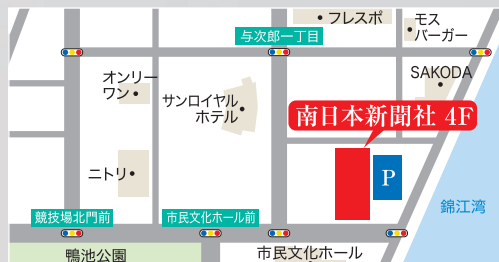 フレスポ
モス
バーガー
与次郎一丁目
オンリー
ワン
SAKODA
サンロイヤル
ホテル
南日本新聞社 4F
ニトリ
P
錦江湾
競技場北門前
市民文化ホール前
鴨池公園
市民文化ホール